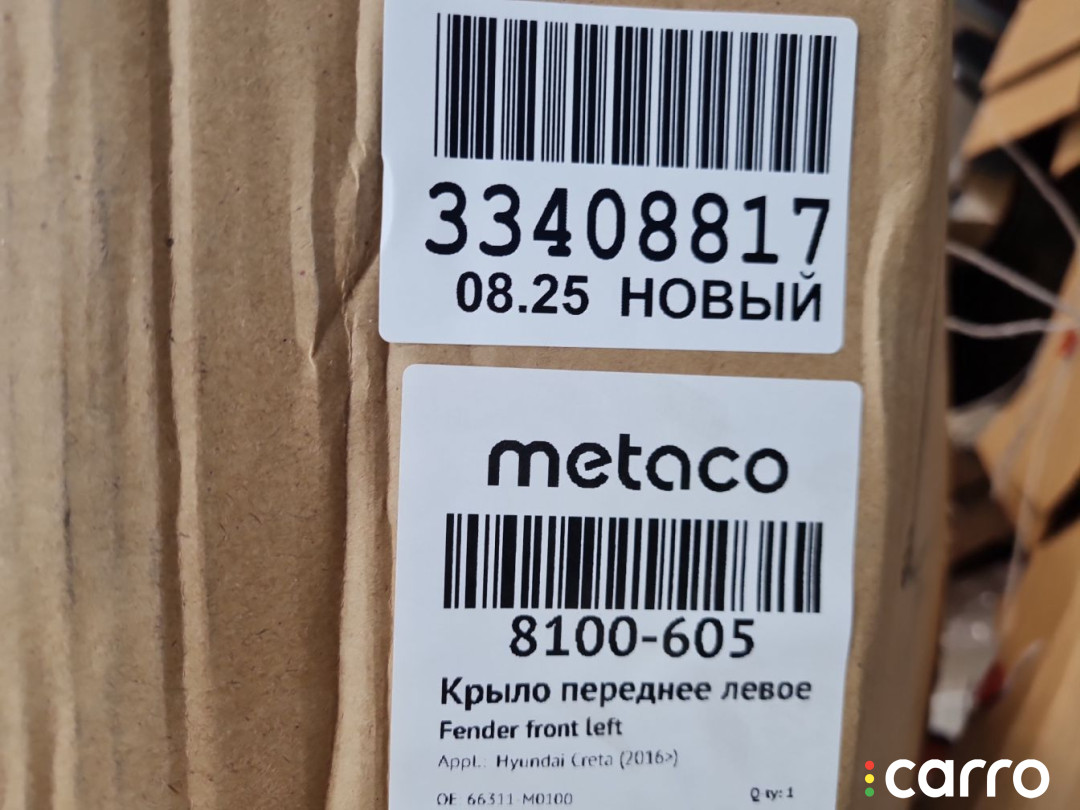 33408817
08.25 НОВЫЙ
metaco
8100-605
Крыло переднее левое
Fender front left
Appl.: Hyundai Creta (2016>)
OE 66311-M0100 Q-ty: 1
carro